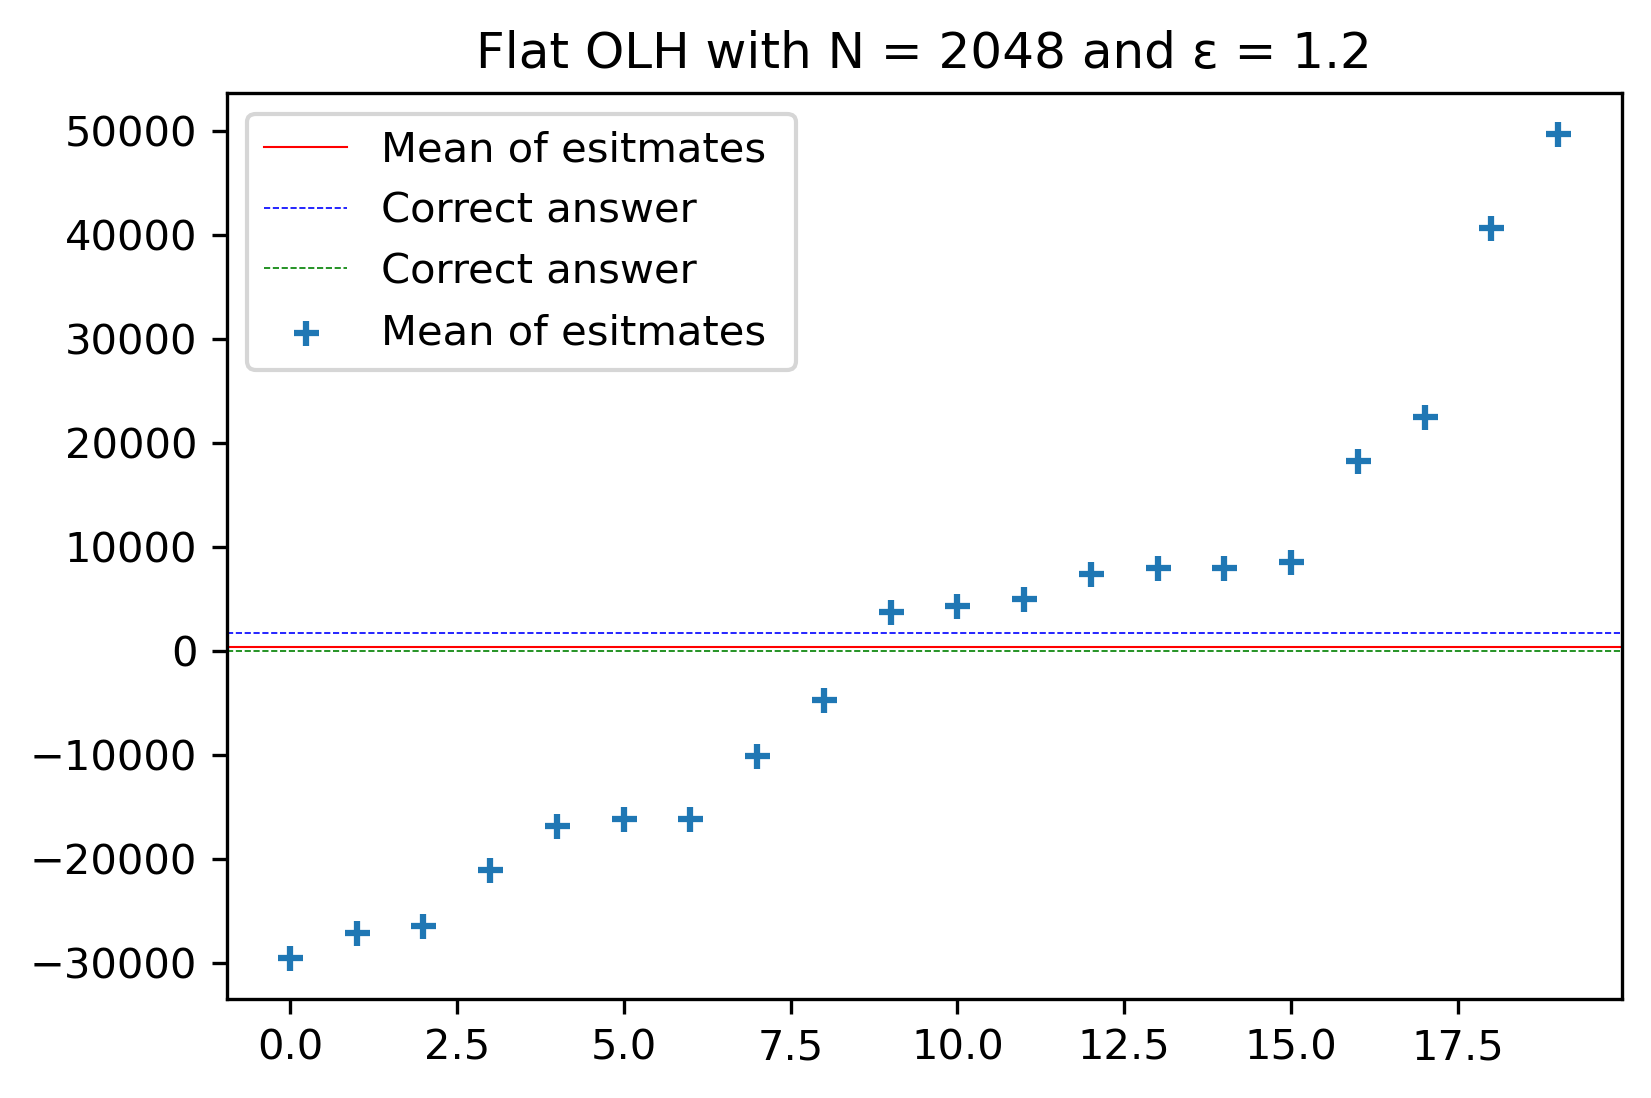 Flat OLH with N = 2048 and ε = 1.2
50000
40000
30000
20000
10000
0
−10000
−20000
−30000
Mean of esitmates
Correct answer
Correct answer
Mean of esitmates
0.0 2.5 5.0 7.5 10.0 12.5 15.0 17.5